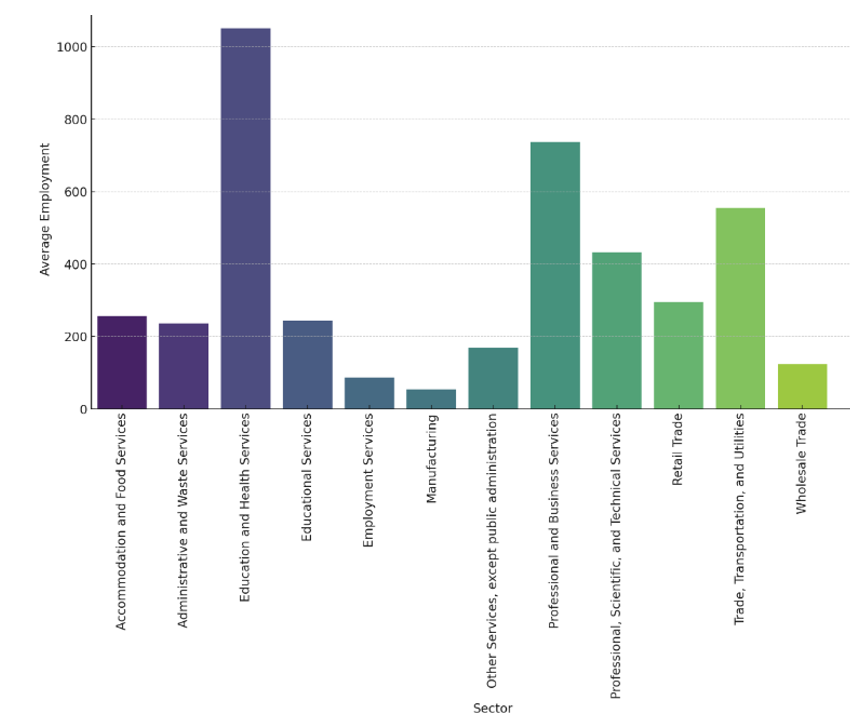 1000
800
600
400
200
0
Average Employment
Accommodation and Food Services
Administrative and Waste Services
Education and Health Services
Educational Services
Employment Services
Manufacturing
Other Services, except public administration
Professional and Business Services
Professional, Scientific, and Technical Services
Retail Trade
Trade, Transportation, and Utilities
Wholesale Trade
Sector